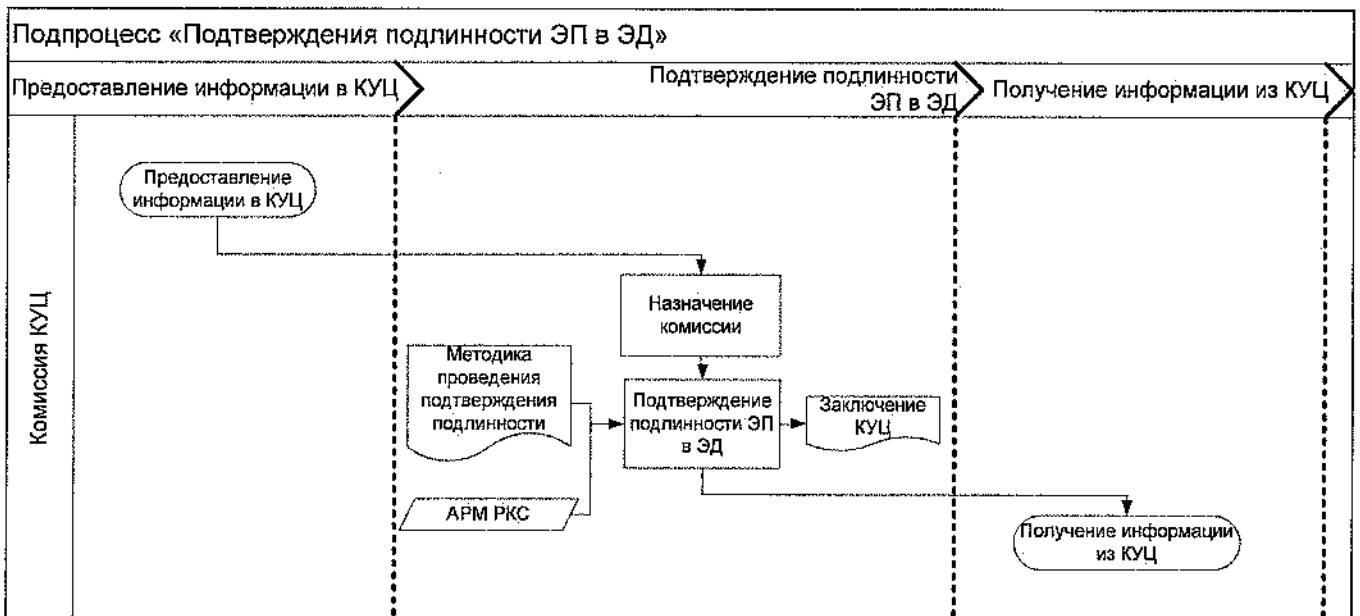 Подпроцесс «Подтверждения подлинности ЭП в ЭД»
Предоставление информации в КУЦ
Подтверждение подлинности
ЭП в ЭД
Получение информации из КУЦ
Комиссия КУЦ
Предоставление
информации в КУЦ
Назначение
комиссии
Методика
проведения
подтверждения
подлинности
Подтверждение
подлинности ЭП
в ЭД
Заключение
КУЦ
АРМ РКС
Получение информации
из КУЦ